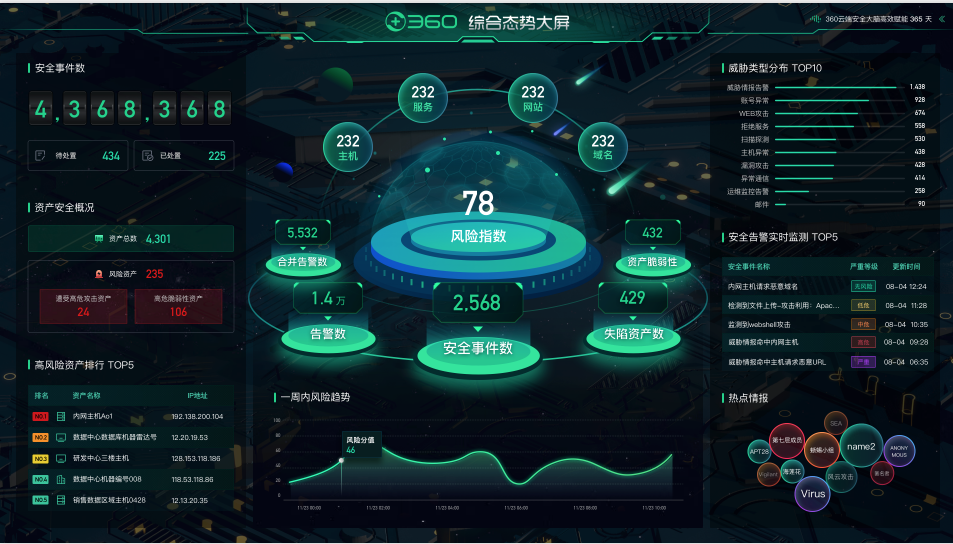 360 综合态势大屏
360云端安全大脑高效赋能 365 天
安全事件数
4,368,368
待处置 434
已处置 225
资产安全概况
资产总数 4,301
风险资产 235
遭受高危攻击资产
24
高危脆弱性资产
106
高风险资产排行 TOP5
排名 资产名称 IP地址
NO.1 内网主机Ao1 192.138.200.104
NO.2 数据中心数据库机器雷达号 12.20.19.53
NO.3 研发中心三楼主机 128.153.118.186
NO.4 数据中心机器编号008 118.53.118.86
NO.5 销售数据区域主机0428 12.13.20.35
232
主机
232
服务
232
网站
232
域名
78
风险指数
5,532
合并告警数
432
资产脆弱性
1.4 万
告警数
2,568
安全事件数
429
失陷资产数
一周内风险趋势
100
80
60
40
20
0
风险分值
46
11/23 00:00
11/23 02:00
11/23 04:00
11/23 06:00
11/23 08:00
11/23 10:00
威胁类型分布 TOP10
威胁情报告警 1,438
账号异常 928
WEB攻击 674
拒绝服务 558
扫描探测 530
主机异常 438
漏洞攻击 428
异常通信 414
运维监控告警 258
邮件 90
安全告警实时监测 TOP5
安全事件名称 严重等级 更新时间
内网主机请求恶意域名 无风险 08-04 12:24
检测到文件上传-攻击利用：Apac... 低危 08-04 11:28
监测到webshell攻击 中危 08-04 10:35
威胁情报命中内网主机 高危 08-04 09:28
威胁情报命中主机请求恶意URL 严重 08-04 06:35
热点情报
SEA
第七层成员
蜥蜴小组
name2
APT28
ANONY
MOUS
Vigilant
海莲花
风云攻击
匿名者
Virus